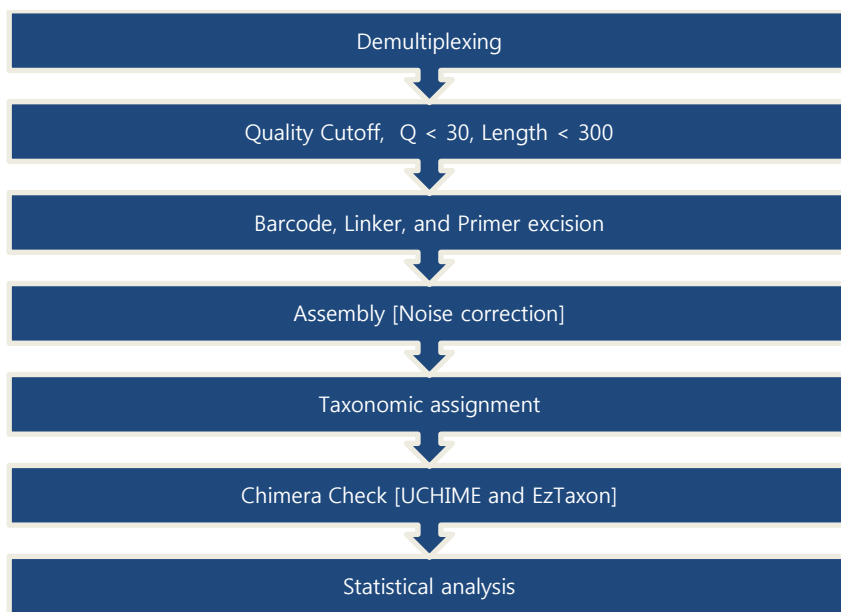 Demultiplexing
Quality Cutoff,  Q < 30, Length < 300
Barcode, Linker, and Primer excision
Assembly [Noise correction]
Taxonomic assignment
Chimera Check [UCHIME and EzTaxon]
Statistical analysis